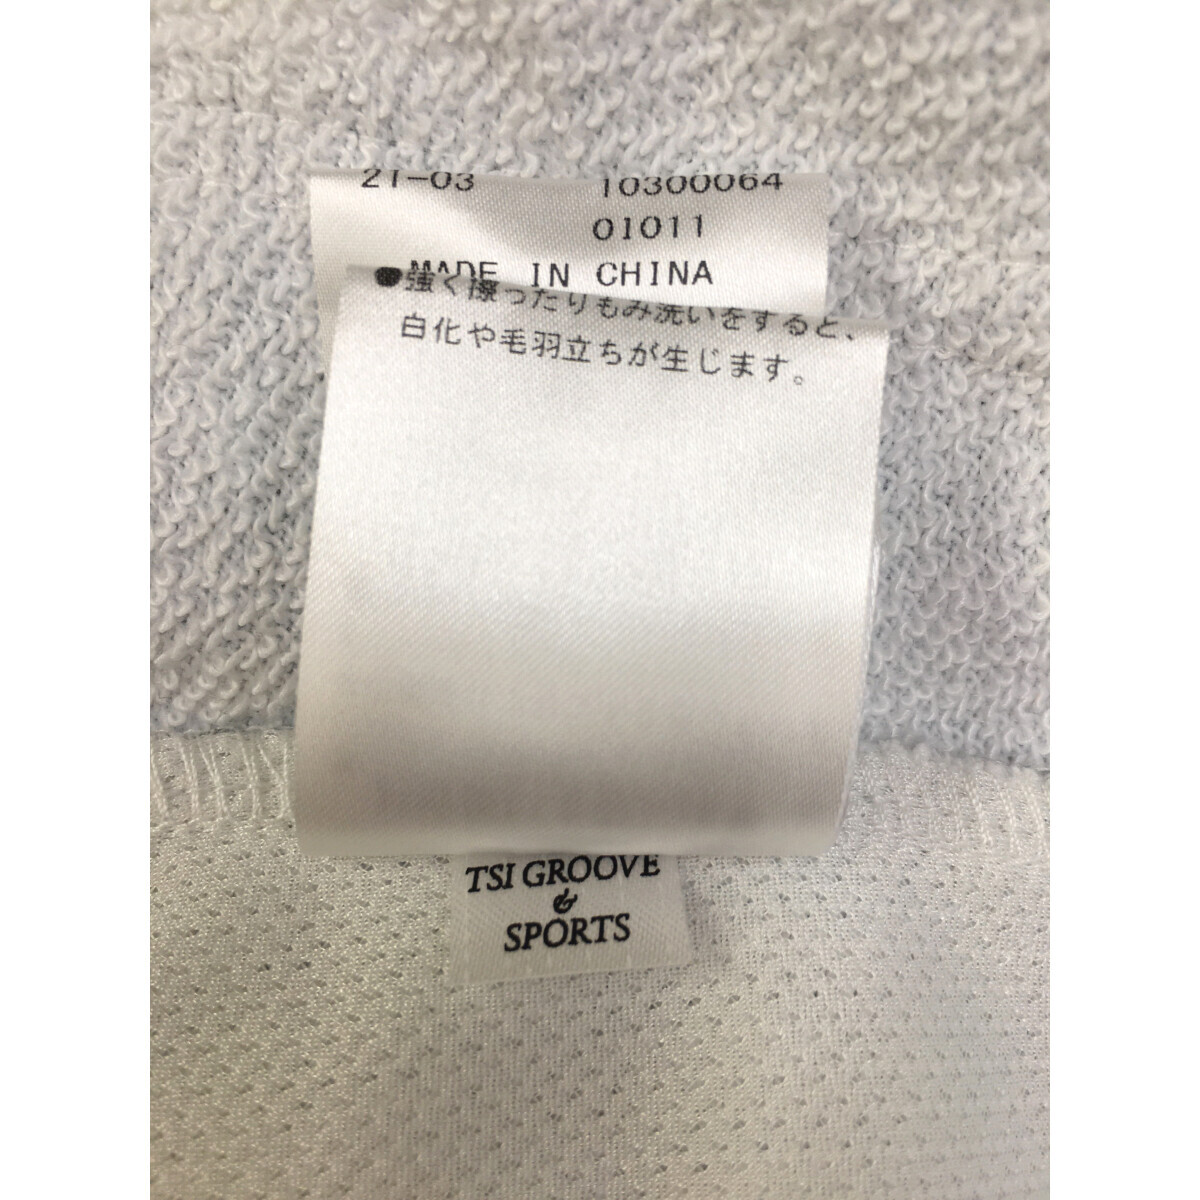 21-03 10300064
01011
MADE IN CHINA
●強く擦ったりもみ洗いをすると、
白化や毛羽立ちが生じます。
TSI GROOVE
&
SPORTS